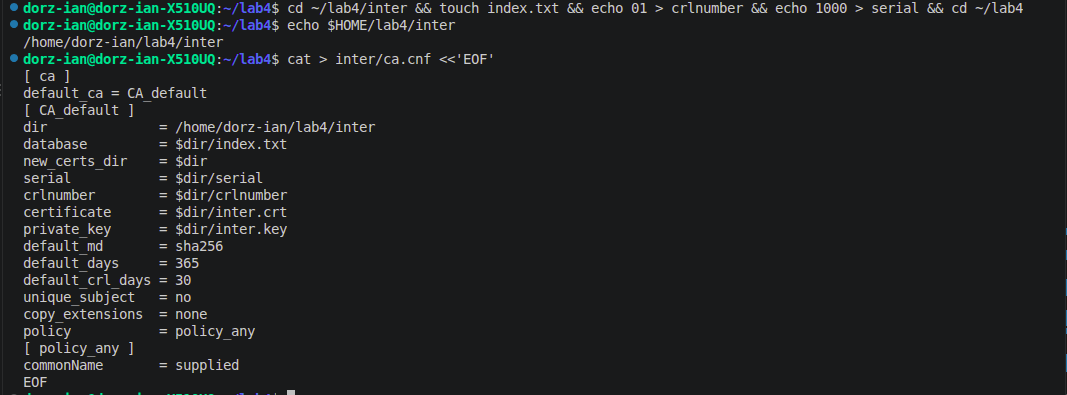 dorz-ian@dorz-ian-X510UQ:~/lab4$ cd ~/lab4/inter && touch index.txt && echo 01 > crlnumber && echo 1000 > serial && cd ~/lab4
dorz-ian@dorz-ian-X510UQ:~/lab4$ echo $HOME/lab4/inter
/home/dorz-ian/lab4/inter
dorz-ian@dorz-ian-X510UQ:~/lab4$ cat > inter/ca.cnf <<'EOF'
[ ca ]
default_ca = CA_default
[ CA_default ]
dir             = /home/dorz-ian/lab4/inter
database        = $dir/index.txt
new_certs_dir   = $dir
serial          = $dir/serial
crlnumber       = $dir/crlnumber
certificate     = $dir/inter.crt
private_key     = $dir/inter.key
default_md      = sha256
default_days    = 365
default_crl_days = 30
unique_subject  = no
copy_extensions = none
policy          = policy_any
[ policy_any ]
commonName      = supplied
EOF